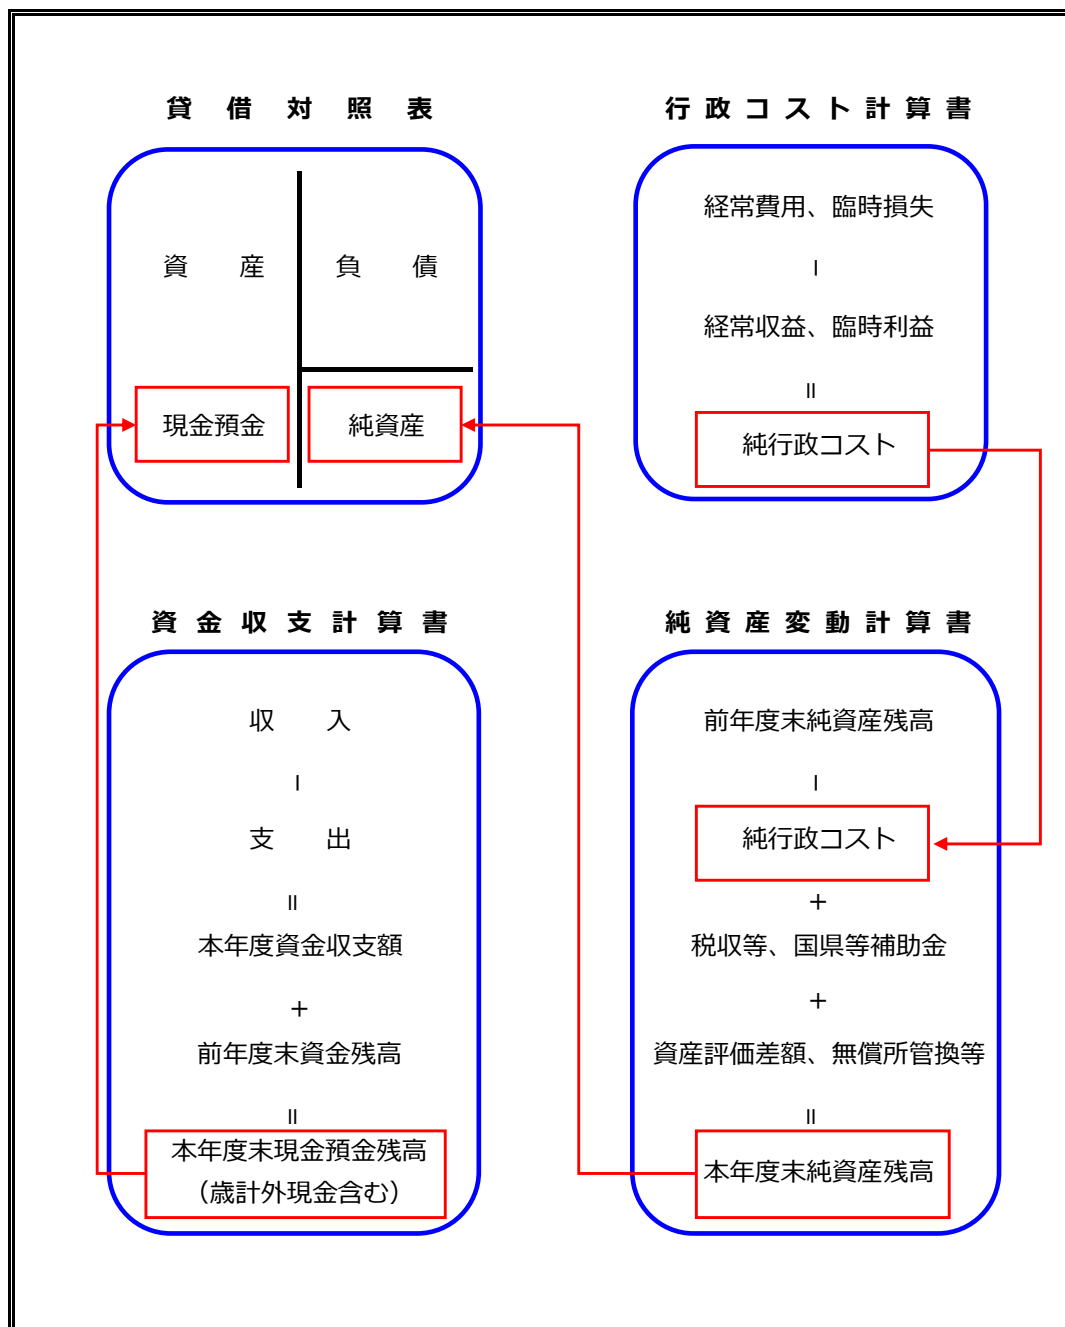 貸借対照表
資産 負債
現金預金 純資産
行政コスト計算書
経常費用、臨時損失
－
経常収益、臨時利益
＝
純行政コスト
資金収支計算書
収入
－
支出
＝
本年度資金収支額
＋
前年度末資金残高
＝
本年度末現金預金残高
（歳計外現金含む）
純資産変動計算書
前年度末純資産残高
－
純行政コスト
＋
税収等、国県等補助金
＋
資産評価差額、無償所管換等
＝
本年度末純資産残高